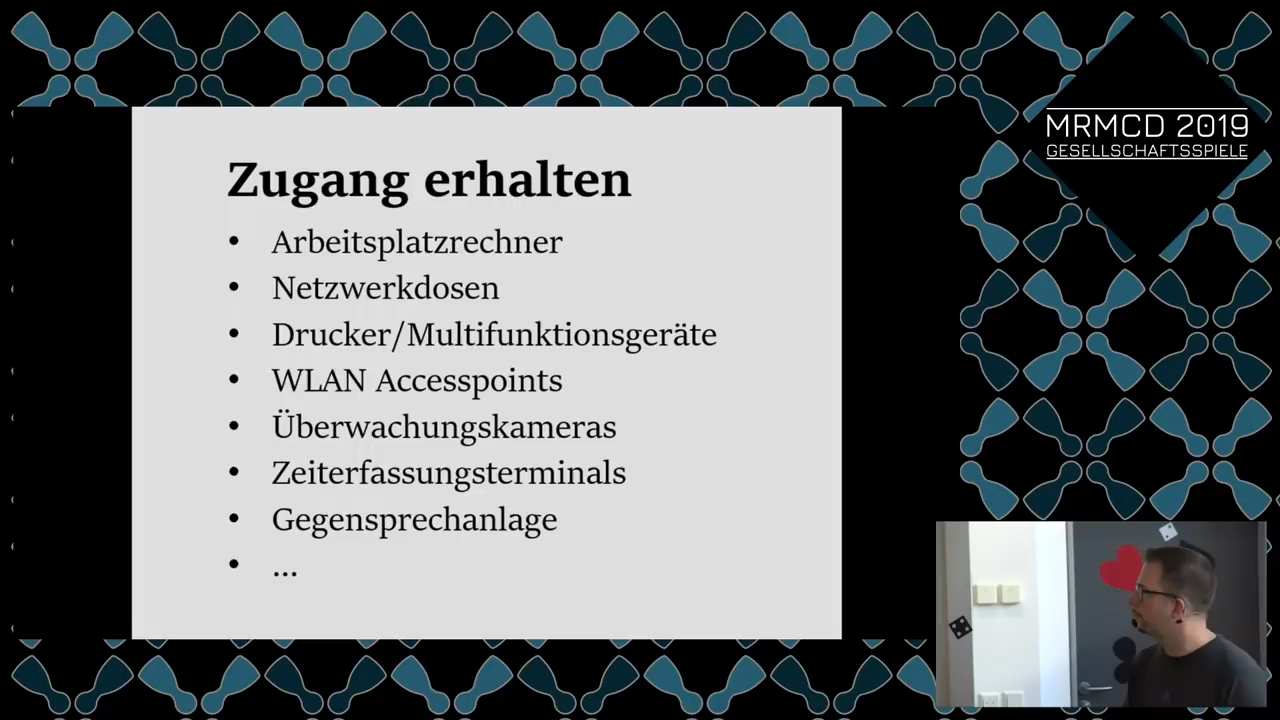 MRMCD 2019
GESELLSCHAFTSSPIELE
Zugang erhalten
• Arbeitsplatzrechner
• Netzwerkdosen
• Drucker/Multifunktionsgeräte
• WLAN Accesspoints
• Überwachungskameras
• Zeiterfassungsterminals
• Gegensprechanlage
• ...